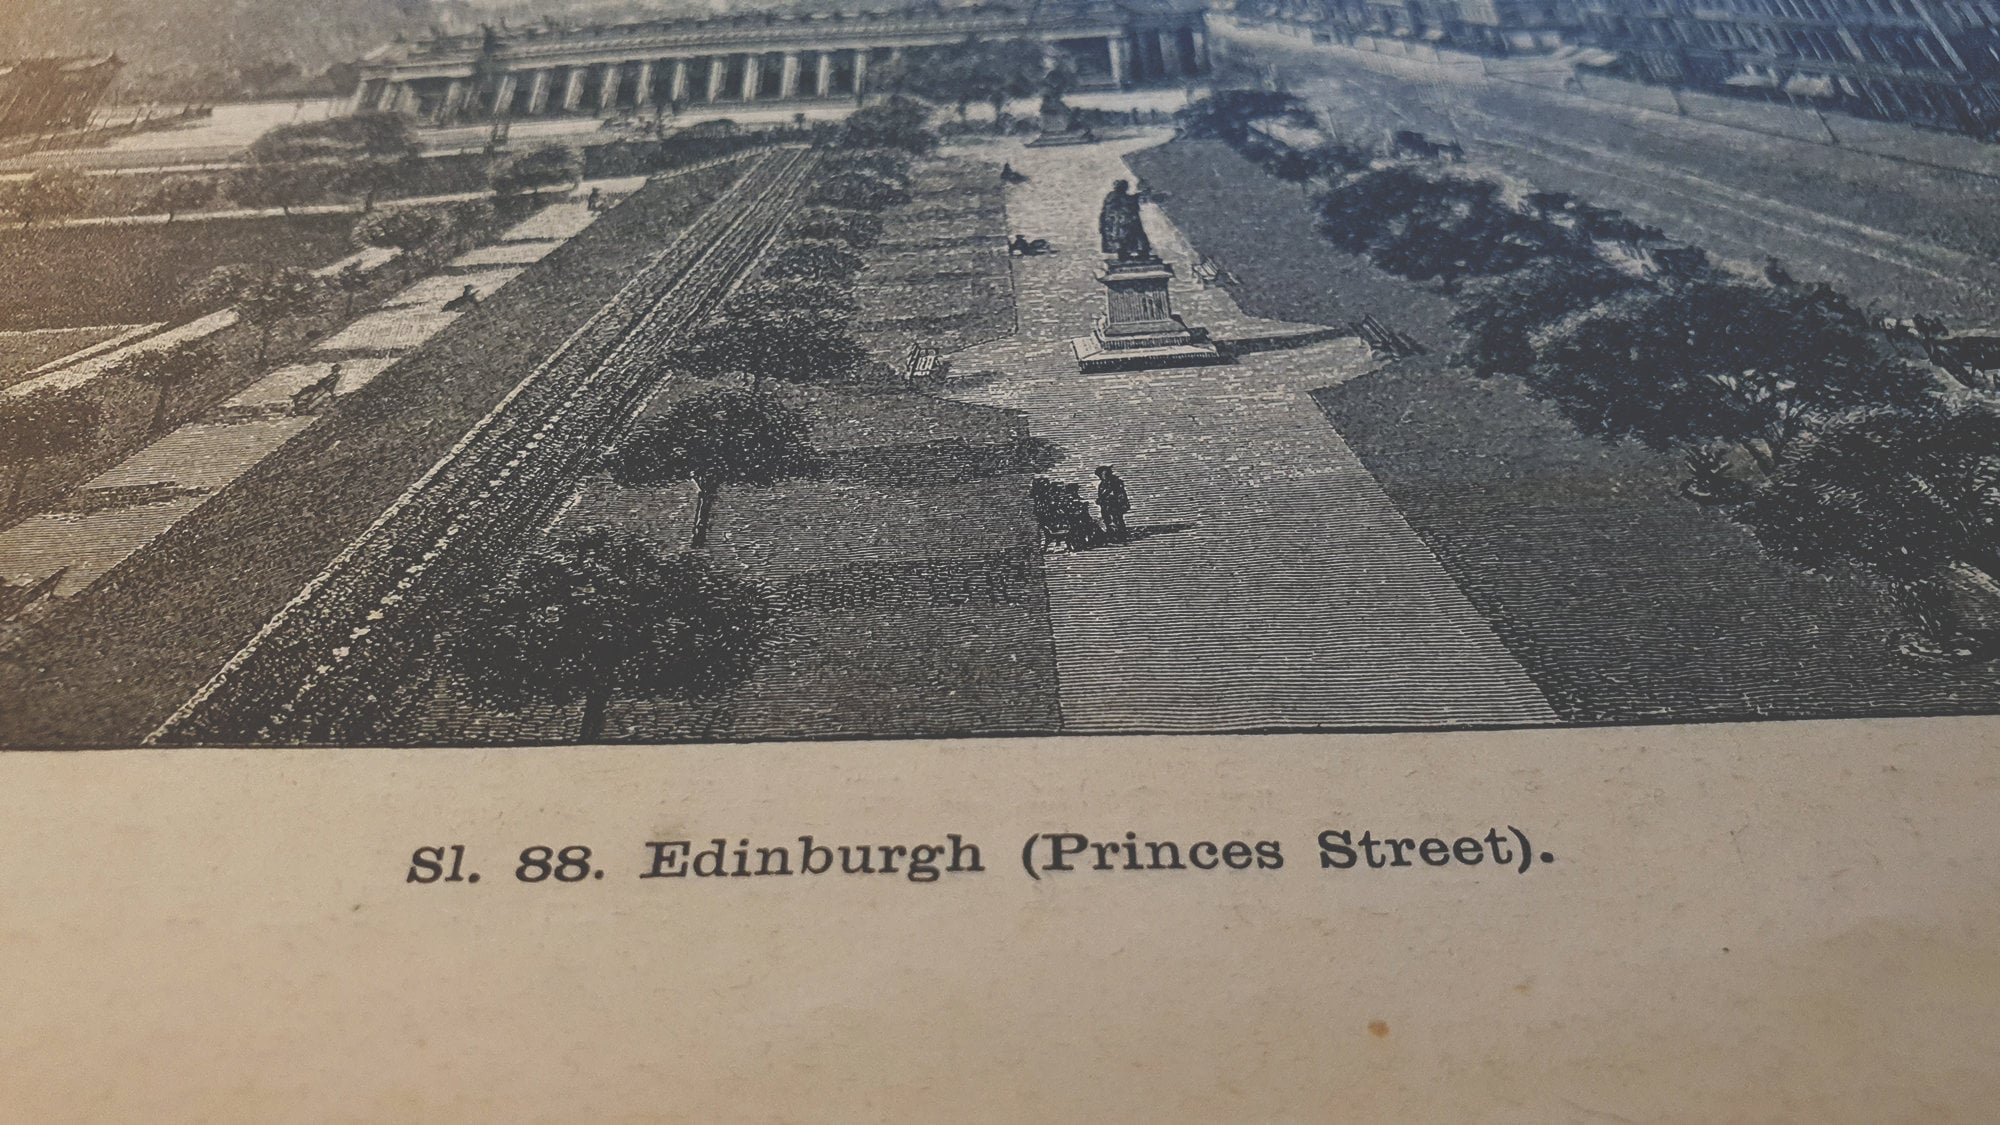 Sl. 88. Edinburgh (Princes Street).